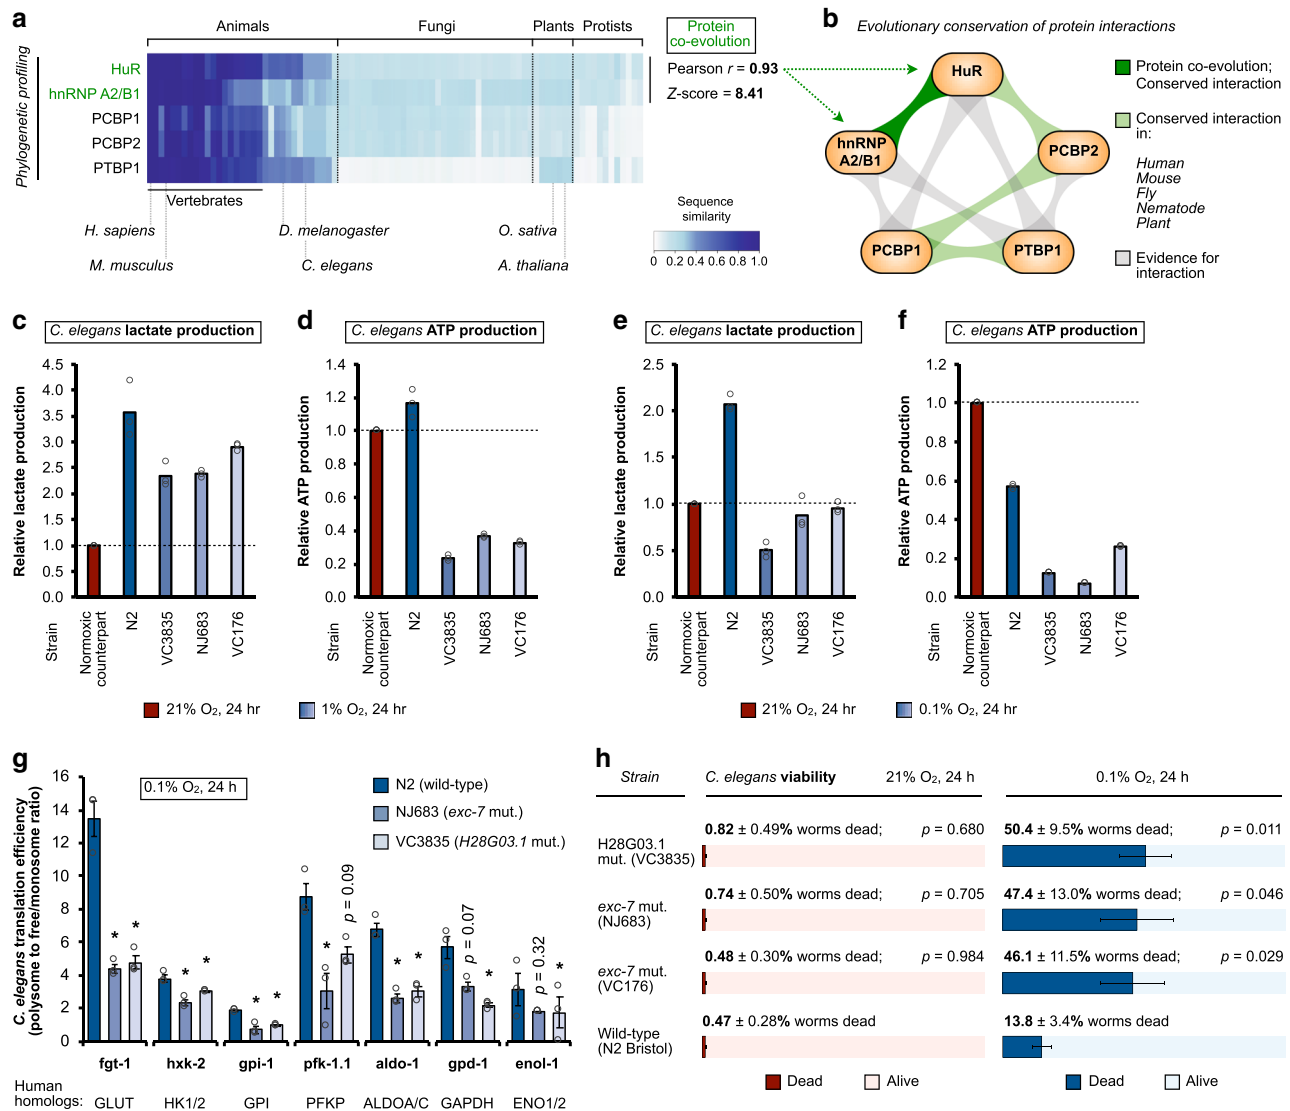 a
Animals
Fungi
Plants
Protists
Phylogenetic profiling
HuR
hnRNP A2/B1
PCBP1
PCBP2
PTBP1
Vertebrates
H. sapiens
M. musculus
D. melanogaster
C. elegans
O. sativa
A. thaliana
Protein
co-evolution
Pearson r = 0.93
Z-score = 8.41
Sequence
similarity
0 0.2 0.4 0.6 0.8 1.0
b
Evolutionary conservation of protein interactions
HuR
hnRNP
A2/B1
PCBP2
PCBP1
PTBP1
Protein co-evolution;
Conserved interaction
Conserved interaction
in:
Human
Mouse
Fly
Nematode
Plant
Evidence for
interaction
c
C. elegans lactate production
Relative lactate production
4.5
4.0
3.5
3.0
2.5
2.0
1.5
1.0
0.5
0.0
Strain
Normoxic
counterpart
N2
VC3835
NJ683
VC176
d
C. elegans ATP production
Relative ATP production
1.4
1.2
1.0
0.8
0.6
0.4
0.2
0.0
Normoxic
counterpart
N2
VC3835
NJ683
VC176
21% O2, 24 hr
1% O2, 24 hr
e
C. elegans lactate production
Relative lactate production
2.5
2.0
1.5
1.0
0.5
0.0
Strain
Normoxic
counterpart
N2
VC3835
NJ683
VC176
f
C. elegans ATP production
Relative ATP production
1.2
1.0
0.8
0.6
0.4
0.2
0.0
Normoxic
counterpart
N2
VC3835
NJ683
VC176
21% O2, 24 hr
0.1% O2, 24 hr
g
C. elegans translation efficiency
(polysome to free/monosome ratio)
16
14
12
10
8
6
4
2
0
0.1% O2, 24 h
N2 (wild-type)
NJ683 (exc-7 mut.)
VC3835 (H28G03.1 mut.)
* *
* *
* *
* p = 0.09
* *
p = 0.07 *
p = 0.32 *
fgt-1 hxk-2 gpi-1 pfk-1.1 aldo-1 gpd-1 enol-1
Human
homologs:
GLUT HK1/2 GPI PFKP ALDOA/C GAPDH ENO1/2
h
Strain
C. elegans viability
21% O2, 24 h
0.1% O2, 24 h
H28G03.1
mut. (VC3835)
0.82 ± 0.49% worms dead; p = 0.680
50.4 ± 9.5% worms dead; p = 0.011
exc-7 mut.
(NJ683)
0.74 ± 0.50% worms dead; p = 0.705
47.4 ± 13.0% worms dead; p = 0.046
exc-7 mut.
(VC176)
0.48 ± 0.30% worms dead; p = 0.984
46.1 ± 11.5% worms dead; p = 0.029
Wild-type
(N2 Bristol)
0.47 ± 0.28% worms dead
13.8 ± 3.4% worms dead
Dead
Alive
Dead
Alive